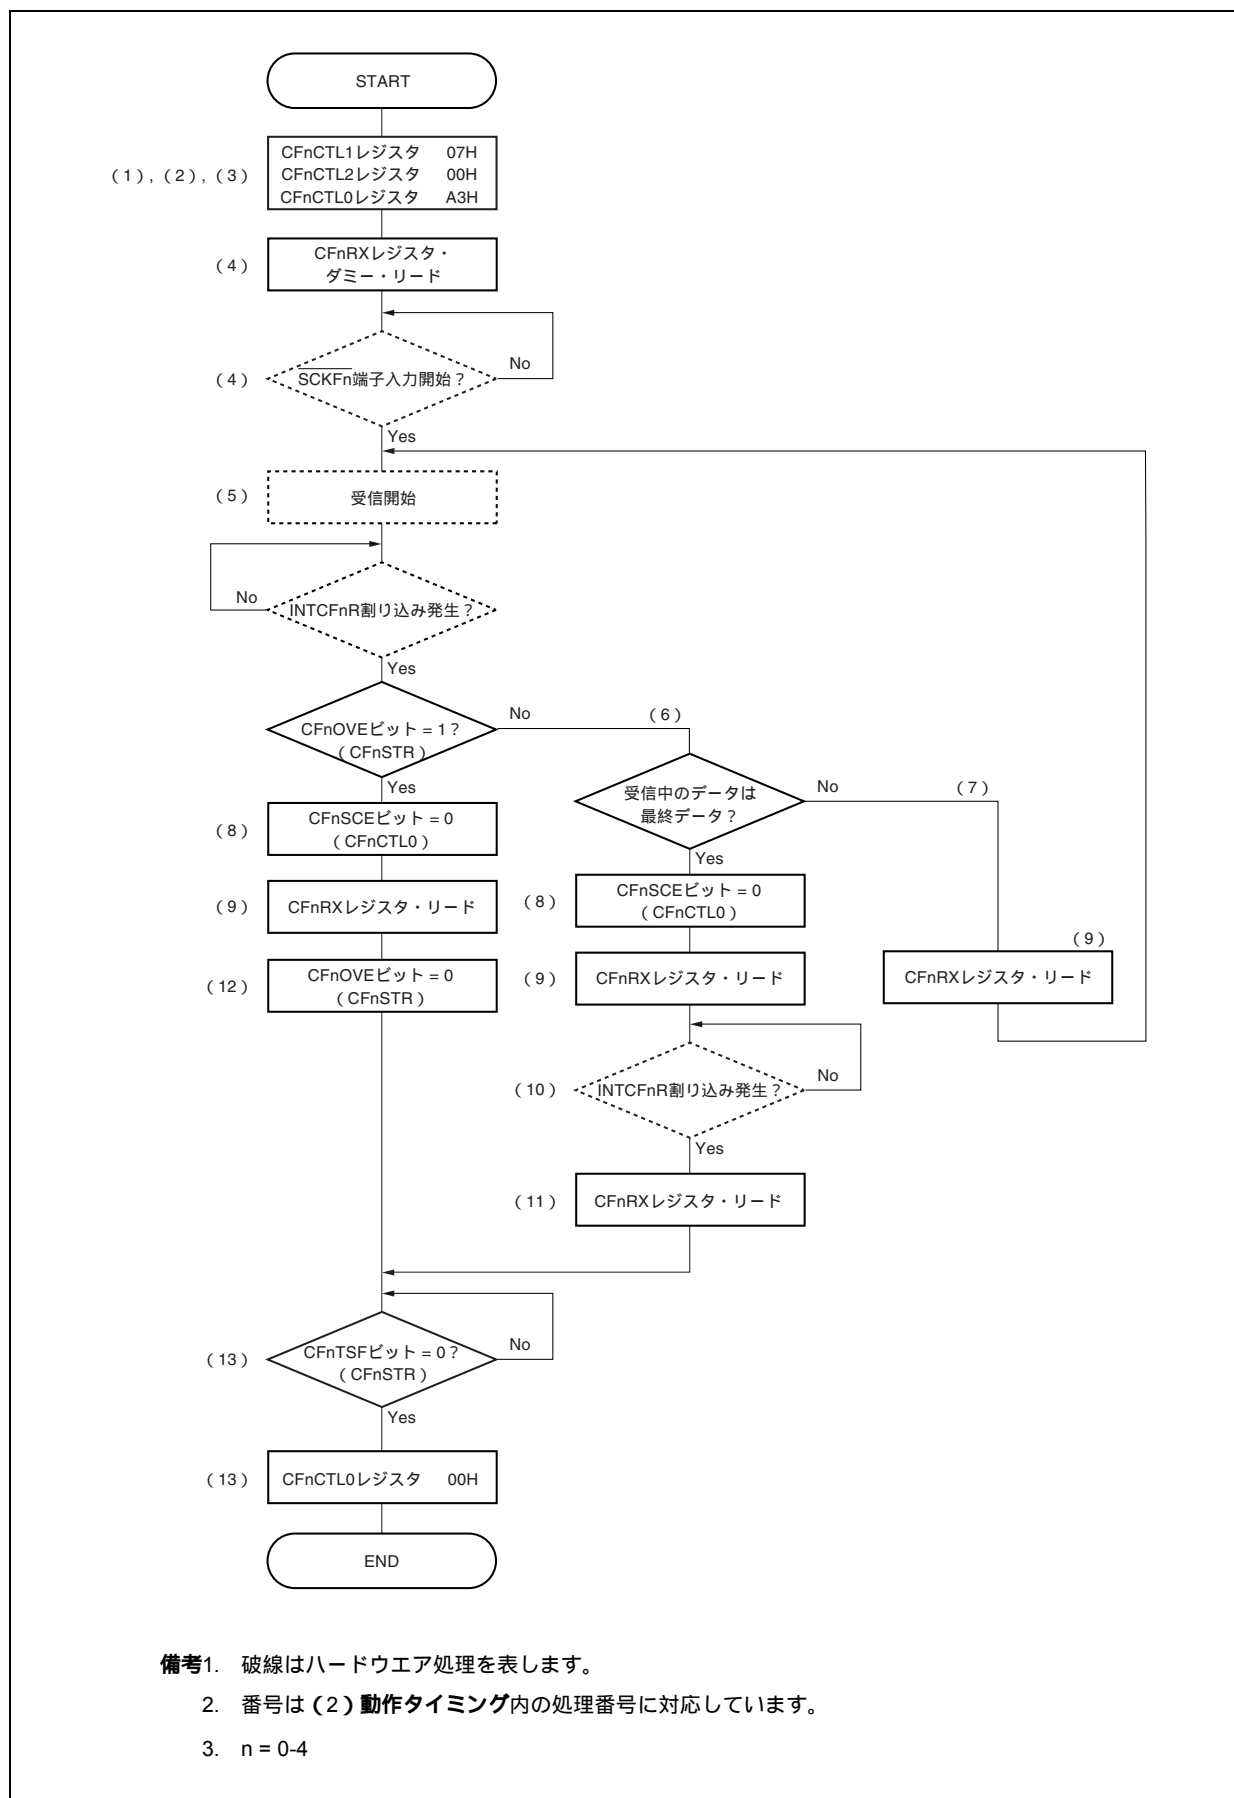 START
(1), (2), (3)
CFnCTL1レジスタ 07H
CFnCTL2レジスタ 00H
CFnCTL0レジスタ A3H
(4)
CFnRXレジスタ・
ダミー・リード
(4)
SCKFn端子入力開始？
No
Yes
(5)
受信開始
No
INTCFnR割り込み発生？
Yes
CFnOVEビット = 1？
(CFnSTR)
No
(6)
Yes
受信中のデータは
最終データ？
No
(7)
Yes
(8)
CFnSCEビット = 0
(CFnCTL0)
(8)
CFnSCEビット = 0
(CFnCTL0)
(9)
CFnRXレジスタ・リード
(9)
CFnRXレジスタ・リード
(9)
CFnRXレジスタ・リード
(12)
CFnOVEビット = 0
(CFnSTR)
(10)
INTCFnR割り込み発生？
No
Yes
(11)
CFnRXレジスタ・リード
(13)
CFnTSFビット = 0？
(CFnSTR)
No
Yes
(13)
CFnCTL0レジスタ 00H
END
備考1. 破線はハードウエア処理を表します。
2. 番号は(2)動作タイミング内の処理番号に対応しています。
3. n = 0-4